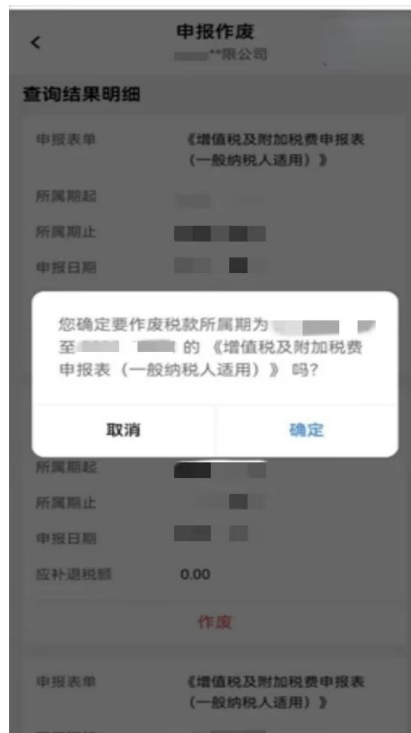 申报作废
**限公司
查询结果明细
申报表单
《增值税及附加税费申报表
（一般纳税人适用）》
所属期起
所属期止
申报日期
您确定要作废税款所属期为
至 的 《增值税及附加税费
申报表（一般纳税人适用）》 吗?
取消
确定
所属期起
所属期止
申报日期
应补退税额
0.00
作废
申报表单
《增值税及附加税费申报表
（一般纳税人适用）》